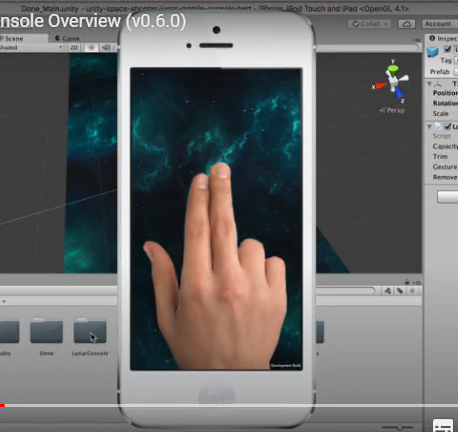 Done_Main.unity - unity-space-shooter-lunar-mobile-console-test - iPhone, iPod Touch and iPad <OpenGL 4.1>
nsole Overview (v0.6.0)
Collab
Account
Scene
Game
Inspec
Shaded
2D
Tag
Prefab
y
x
z
Persp
Position
Rotation
Scale
Script
Capacity
Trim
Gesture
Remove
Done
LunarConsole
Development Build